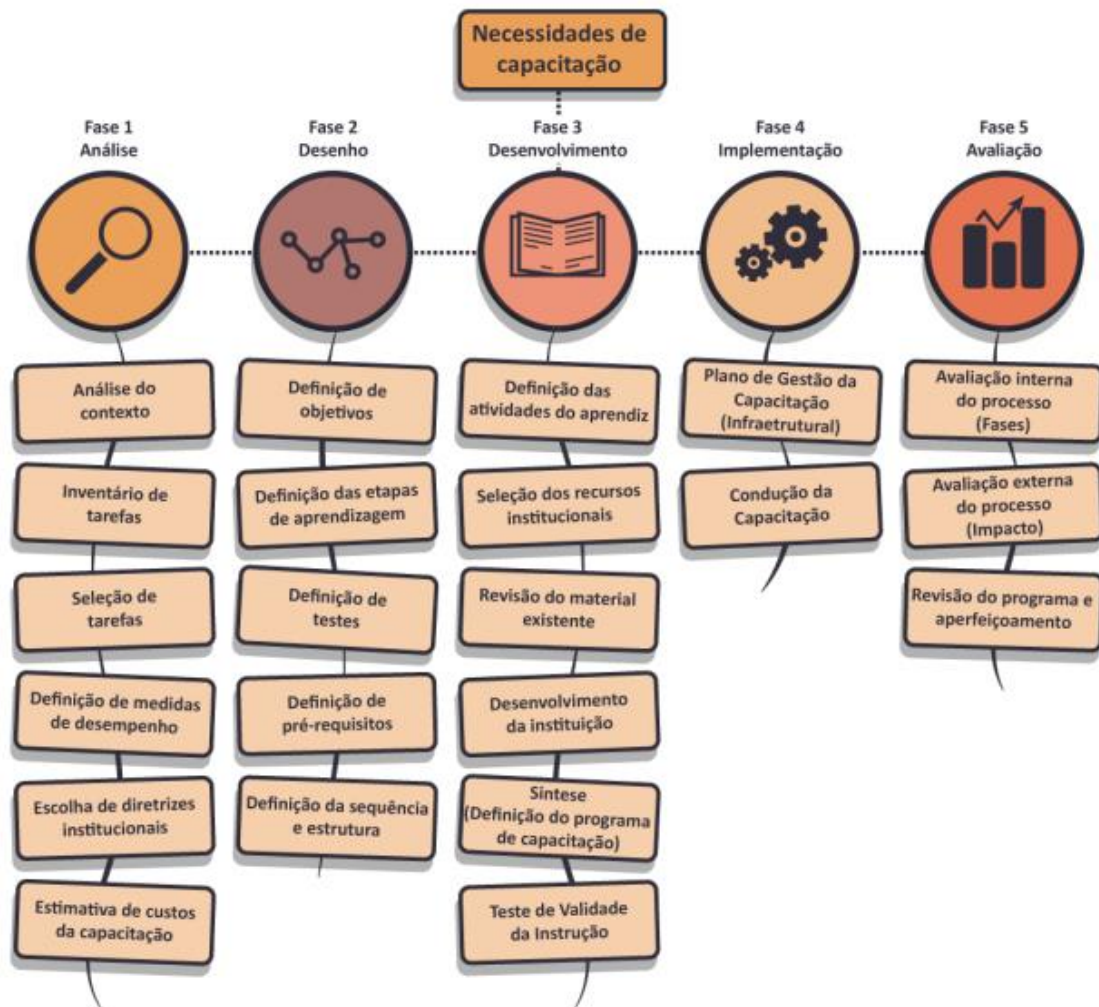 Necessidades de
capacitação
Fase 1
Análise
Fase 2
Desenho
Fase 3
Desenvolvimento
Fase 4
Implementação
Fase 5
Avaliação
Análise do
contexto
Inventário de
tarefas
Seleção de
tarefas
Definição de medidas
de desempenho
Escolha de diretrizes
institucionais
Estimativa de custos
da capacitação
Definição de
objetivos
Definição das etapas
de aprendizagem
Definição de
testes
Definição de
pré-requisitos
Definição da sequência
e estrutura
Definição das
atividades do aprendiz
Seleção dos recursos
institucionais
Revisão do material
existente
Desenvolvimento
da instituição
Síntese
(Definição do programa
de capacitação)
Teste de Validade
da Instrução
Plano de Gestão da
Capacitação
(Infraetrutural)
Condução da
Capacitação
Avaliação interna
do processo
(Fases)
Avaliação externa
do processo
(Impacto)
Revisão do programa e
aperfeiçoamento